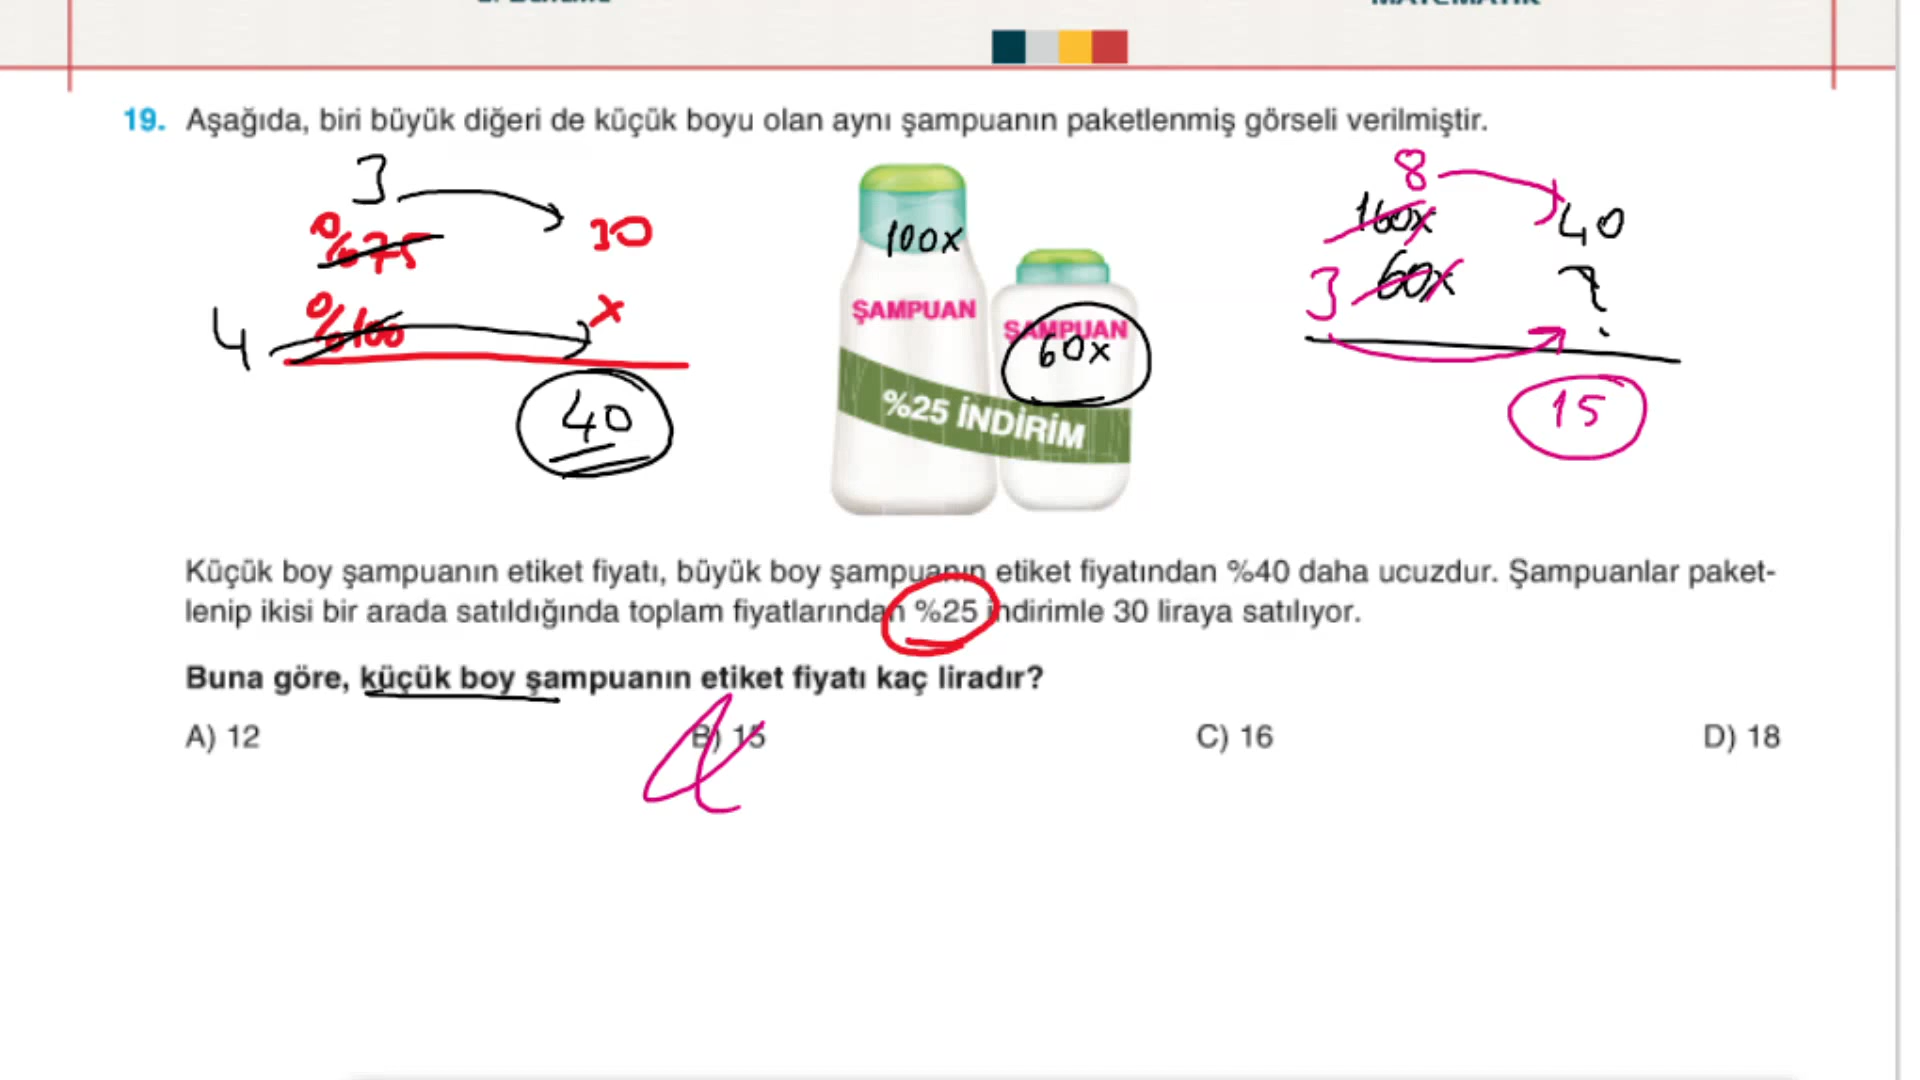 MATEMATİK
19. Aşağıda, biri büyük diğeri de küçük boyu olan aynı şampuanın paketlenmiş görseli verilmiştir.
3
%75 30
4 %100 x
40
100x
ŞAMPUAN
ŞAMPUAN
60x
%25 İNDİRİM
8
160x 40
3 60x ?
15
Küçük boy şampuanın etiket fiyatı, büyük boy şampuanın etiket fiyatından %40 daha ucuzdur. Şampuanlar paket-
lenip ikisi bir arada satıldığında toplam fiyatlarından %25 indirimle 30 liraya satılıyor.
Buna göre, küçük boy şampuanın etiket fiyatı kaç liradır?
A) 12 B) 15 C) 16 D) 18